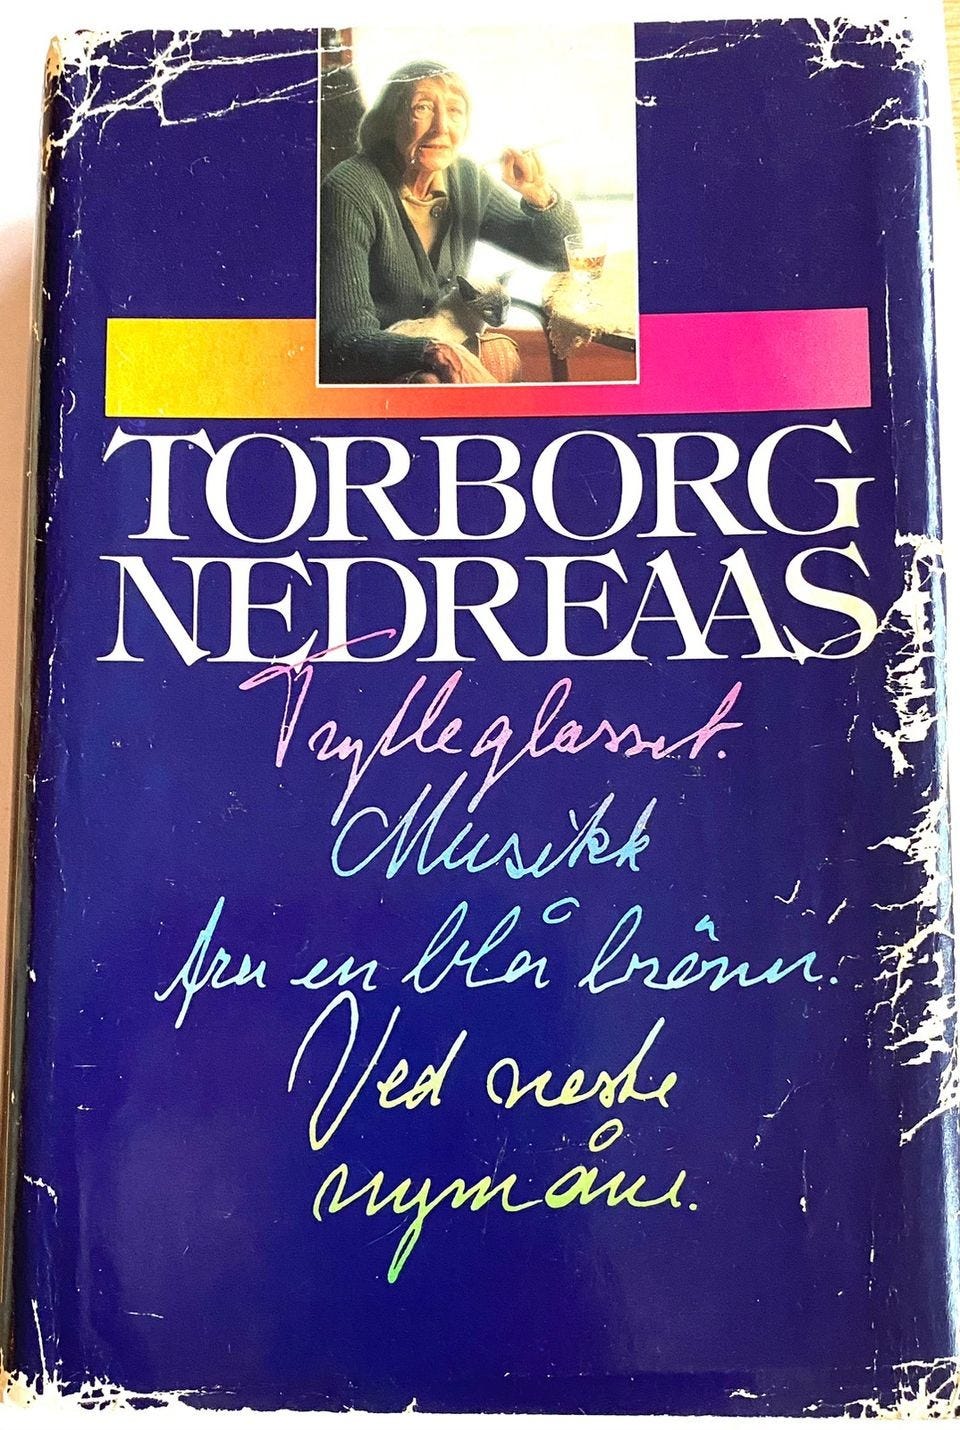 TORBORG
NEDREAAS
Trylleglasset.
Musikk
fra en blå brønn.
Ved neste
nymåne.